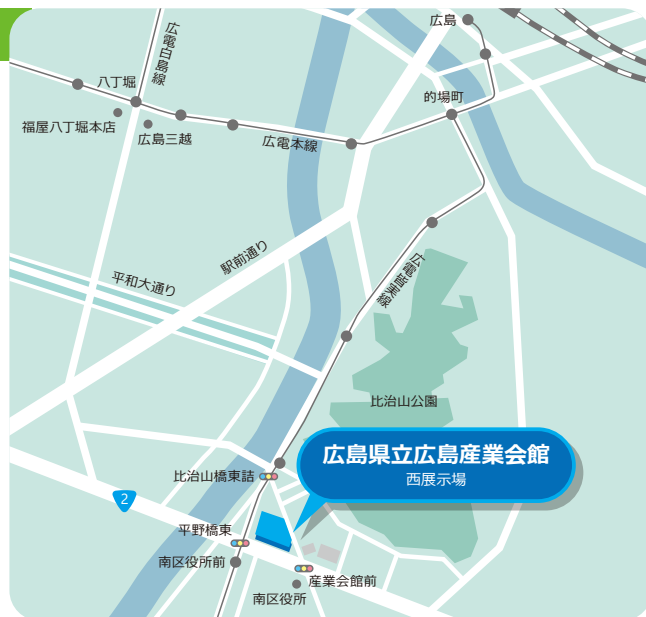 広島
広電白島線
八丁堀
的場町
福屋八丁堀本店
広島三越
広電本線
駅前通り
平和大通り
広電皆実線
比治山公園
広島県立広島産業会館
西展示場
比治山橋東詰
2
平野橋東
南区役所前
産業会館前
南区役所